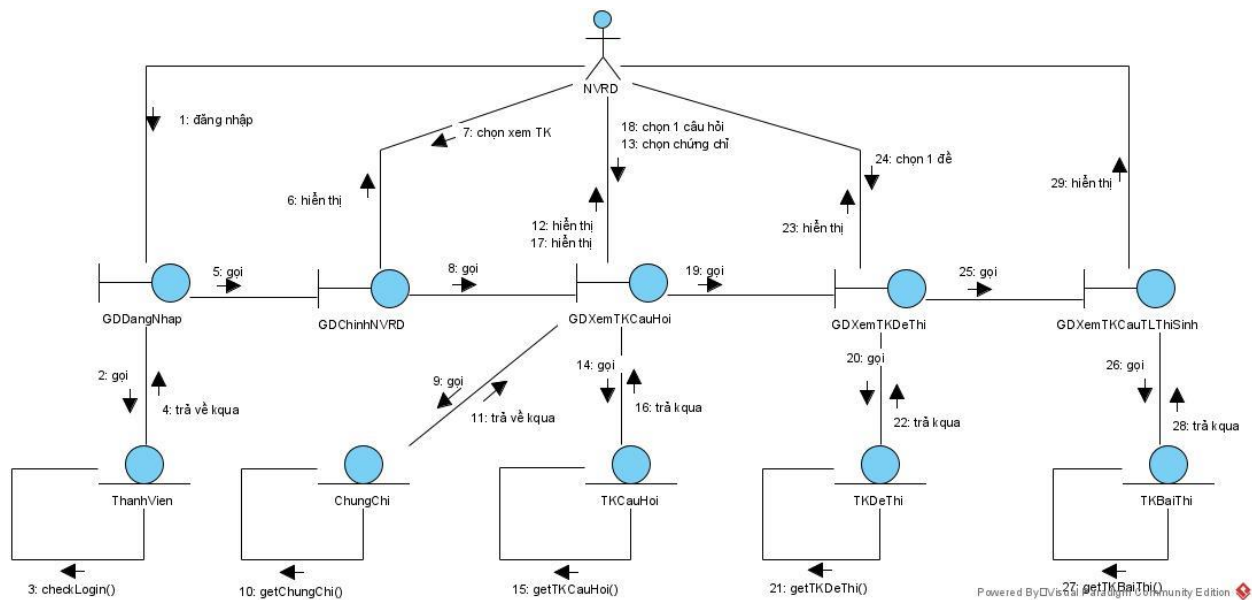 NVRD
1: đăng nhập
7: chọn xem TK
18: chọn 1 câu hỏi
13: chọn chứng chỉ
24: chọn 1 đề
29: hiển thị
6: hiển thị
12: hiển thị
17: hiển thị
23: hiển thị
5: gọi
8: gọi
19: gọi
25: gọi
GDDangNhap
GDChinhNVRD
GDXemTKCauHoi
GDXemTKDeThi
GDXemTKCauTLThiSinh
2: gọi
4: trả về kqua
9: gọi
11: trả về kqua
14: gọi
16: trả kqua
20: gọi
22: trả kqua
26: gọi
28: trả kqua
ThanhVien
ChungChi
TKCauHoi
TKDeThi
TKBaiThi
3: checkLogin()
10: getChungChi()
15: getTKCauHoi()
21: getTKDeThi()
27: getTKBaiThi()
Powered By Visual Paradigm Community Edition